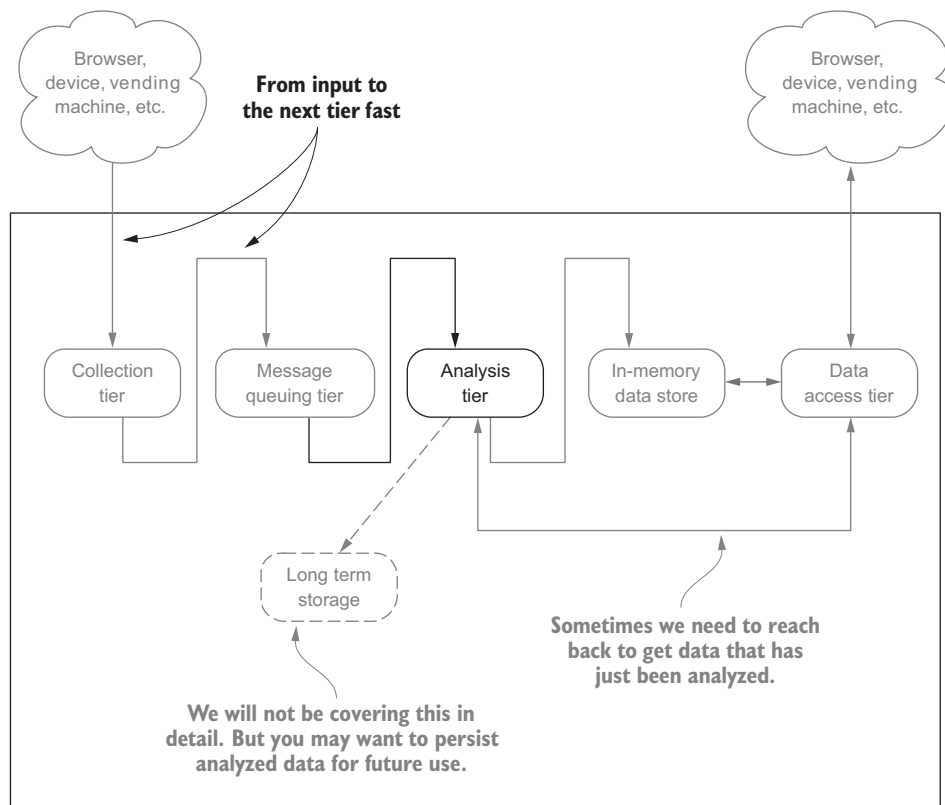 Browser,
device, vending
machine, etc.
From input to
the next tier fast
Browser,
device, vending
machine, etc.
Collection
tier
Message
queuing tier
Analysis
tier
In-memory
data store
Data
access tier
Long term
storage
Sometimes we need to reach
back to get data that has
just been analyzed.
We will not be covering this in
detail. But you may want to persist
analyzed data for future use.